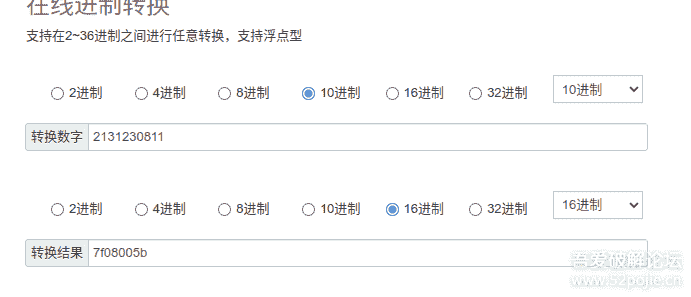 在线进制转换
支持在2~36进制之间进行任意转换，支持浮点型
2进制 4进制 8进制 10进制 16进制 32进制 10进制
转换数字 2131230811
2进制 4进制 8进制 10进制 16进制 32进制 16进制
转换结果 7f08005b
吾爱破解论坛
www.52pojie.cn